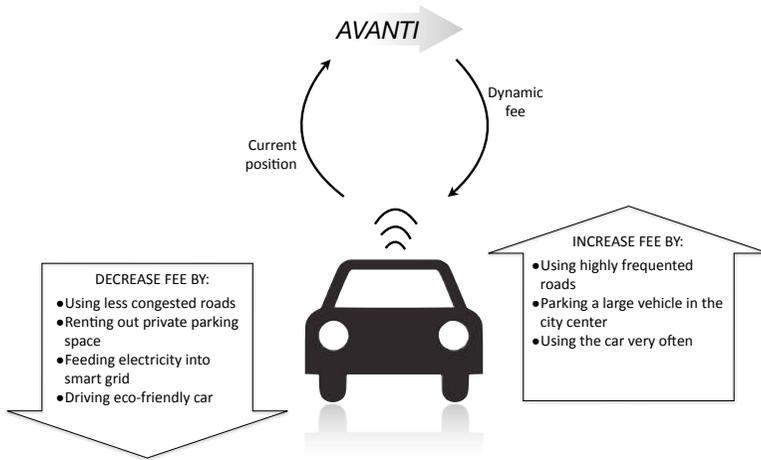 AVANTI
Dynamic
fee
Current
position
DECREASE FEE BY:
●Using less congested roads
●Renting out private parking
space
●Feeding electricity into
smart grid
●Driving eco-friendly car
INCREASE FEE BY:
●Using highly frequented
roads
●Parking a large vehicle in the
city center
●Using the car very often